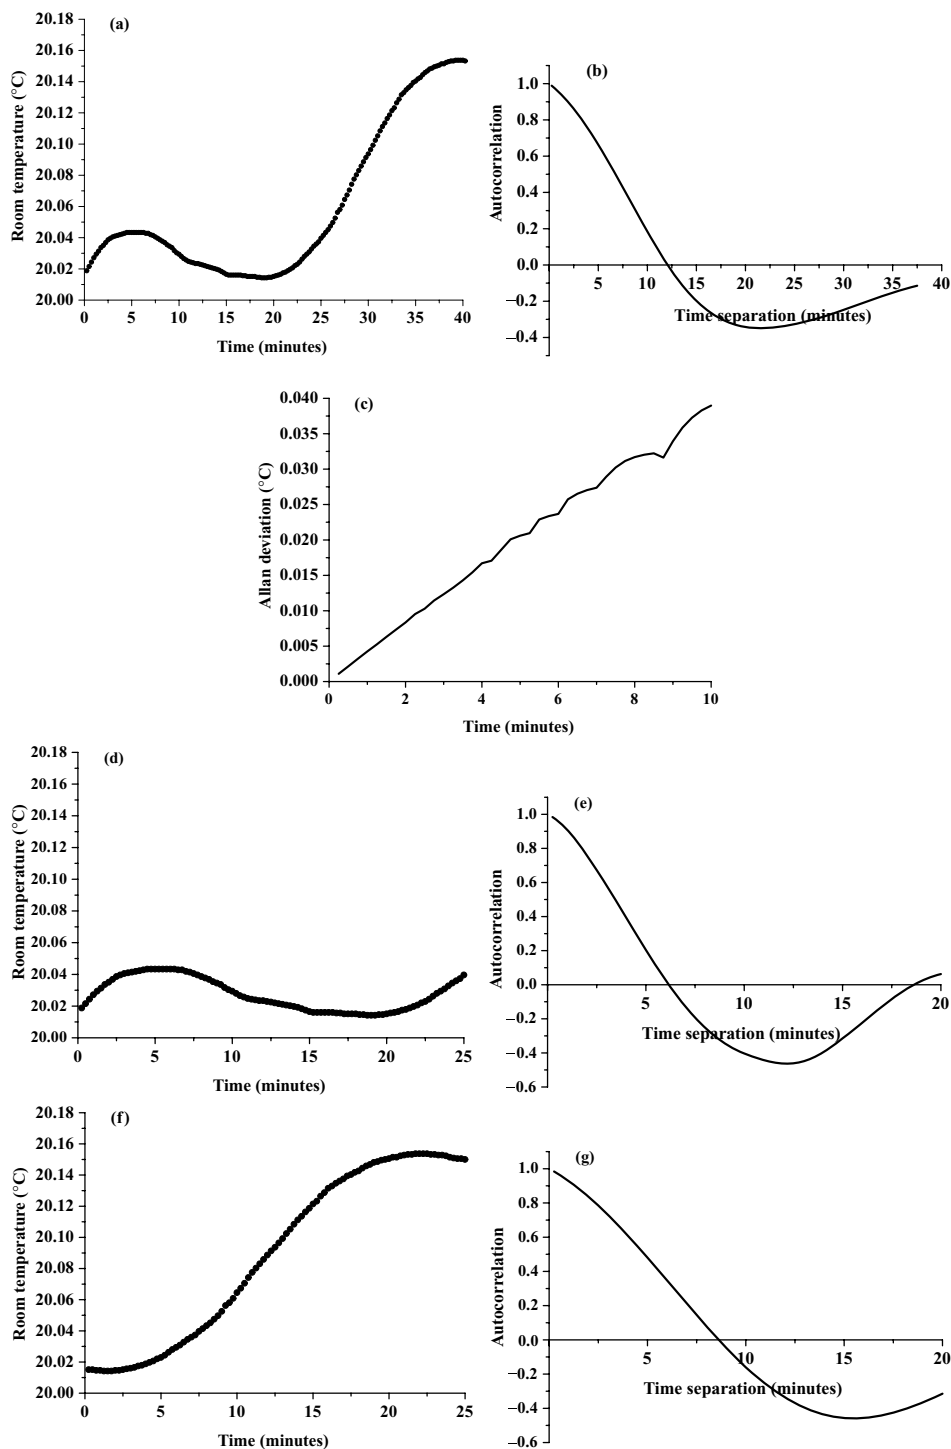 (a)
Room temperature (°C)
20.18
20.16
20.14
20.12
20.10
20.08
20.06
20.04
20.02
20.00
0 5 10 15 20 25 30 35 40
Time (minutes)
(b)
Autocorrelation
1.0
0.8
0.6
0.4
0.2
0.0
−0.2
−0.4
5 10 15 20 25 30 35 40
Time separation (minutes)
(c)
Allan deviation (°C)
0.040
0.035
0.030
0.025
0.020
0.015
0.010
0.005
0.000
0 2 4 6 8 10
Time (minutes)
(d)
Room temperature (°C)
20.18
20.16
20.14
20.12
20.10
20.08
20.06
20.04
20.02
20.00
0 5 10 15 20 25
Time (minutes)
(e)
Autocorrelation
1.0
0.8
0.6
0.4
0.2
0.0
−0.2
−0.4
−0.6
5 10 15 20
Time separation (minutes)
(f)
Room temperature (°C)
20.18
20.16
20.14
20.12
20.10
20.08
20.06
20.04
20.02
20.00
0 5 10 15 20 25
Time (minutes)
(g)
Autocorrelation
1.0
0.8
0.6
0.4
0.2
0.0
−0.2
−0.4
−0.6
5 10 15 20
Time separation (minutes)